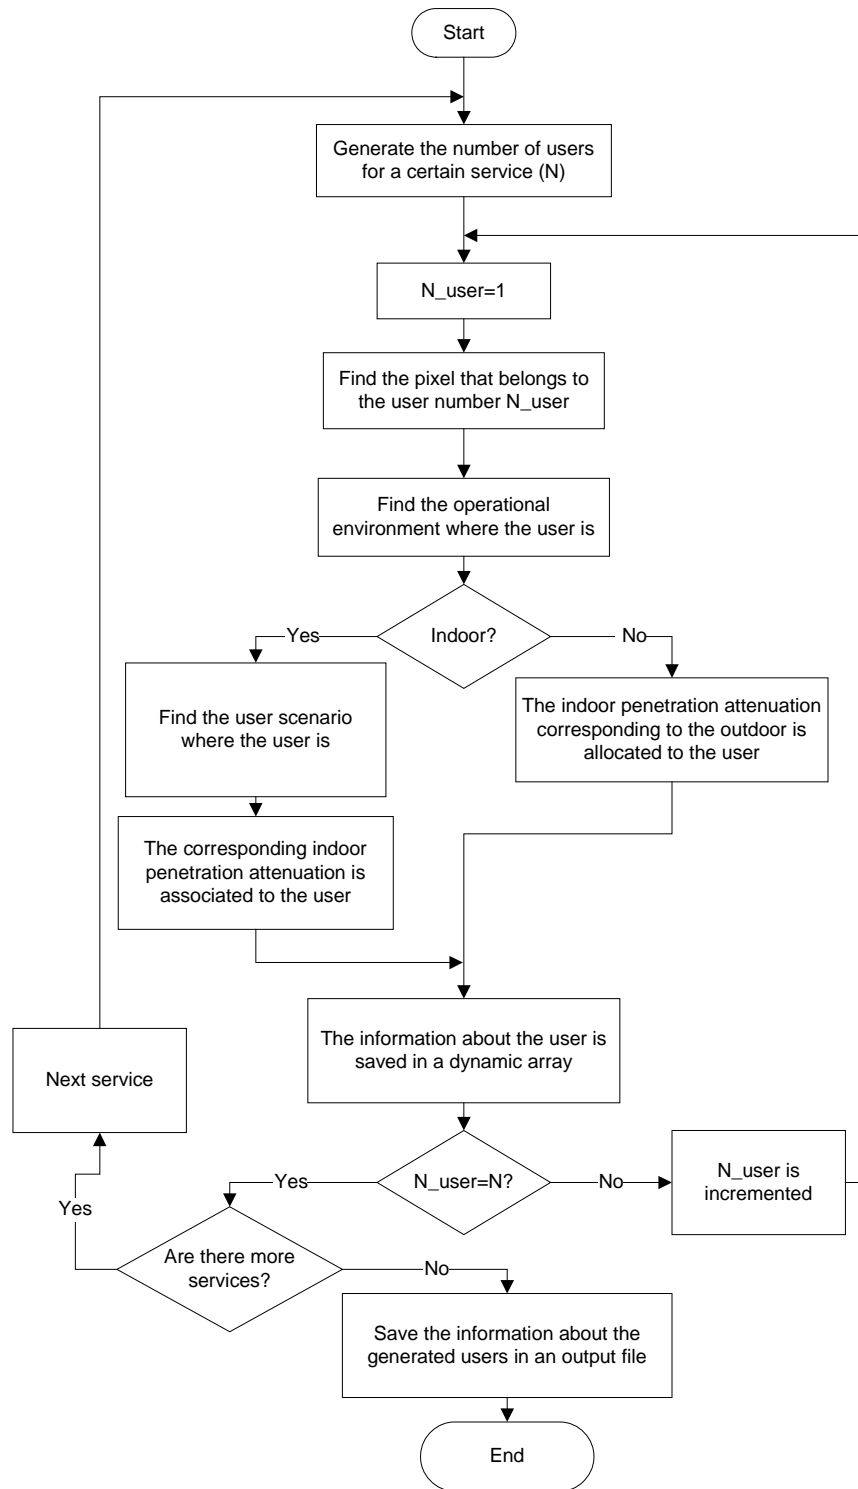 Start
Generate the number of users
for a certain service (N)
N_user=1
Find the pixel that belongs to
the user number N_user
Find the operational
environment where the user is
Indoor?
Yes
No
Find the user scenario
where the user is
The indoor penetration attenuation
corresponding to the outdoor is
allocated to the user
The corresponding indoor
penetration attenuation is
associated to the user
The information about the user is
saved in a dynamic array
Next service
N_user=N?
Yes
No
N_user is
incremented
Yes
Are there more
services?
No
Save the information about the
generated users in an output file
End